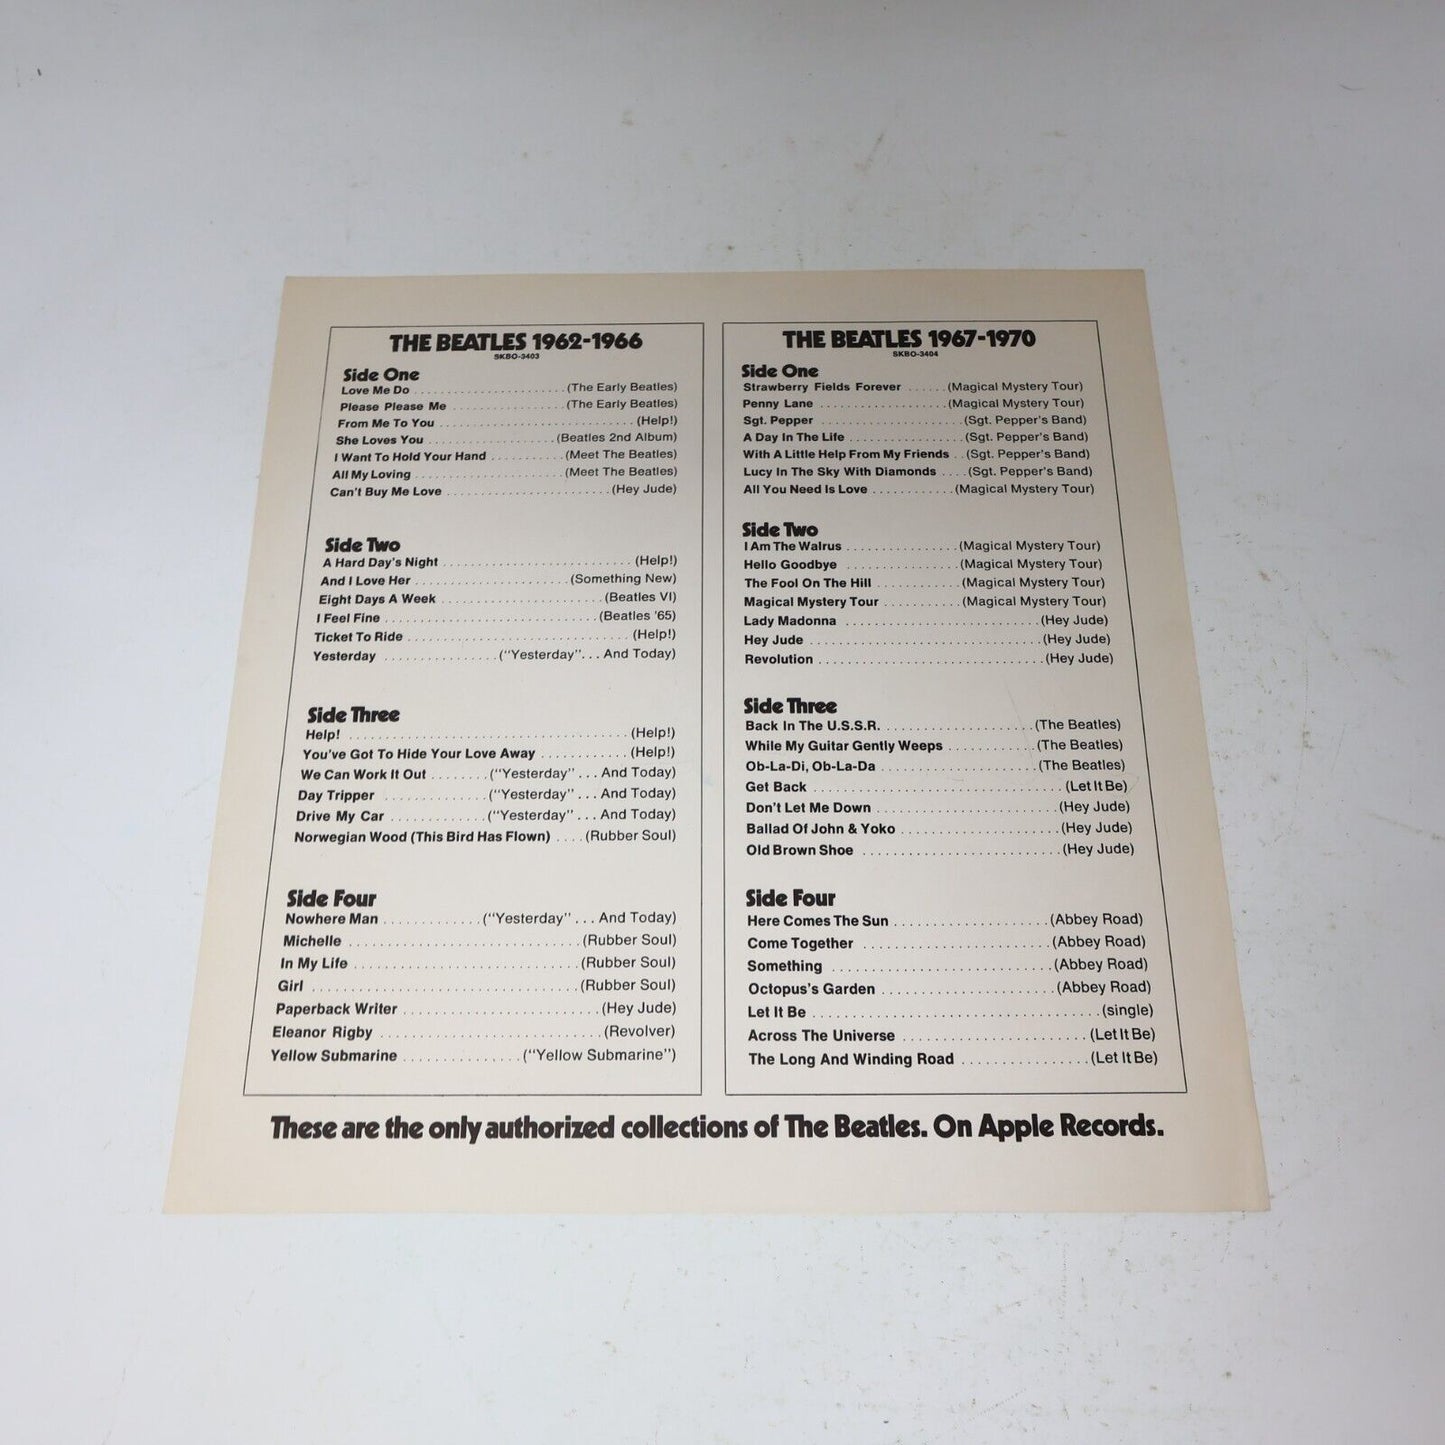 THE BEATLES 1962-1966
SKBO-3403
Side One
Love Me Do ..................... (The Early Beatles)
Please Please Me ................ (The Early Beatles)
From Me To You ........................... (Help!)
She Loves You .................. (Beatles 2nd Album)
I Want To Hold Your Hand .......... (Meet The Beatles)
All My Loving ..................... (Meet The Beatles)
Can't Buy Me Love ....................... (Hey Jude)
Side Two
A Hard Day's Night .......................... (Help!)
And I Love Her ..................... (Something New)
Eight Days A Week ....................... (Beatles VI)
I Feel Fine .............................. (Beatles '65)
Ticket To Ride ............................... (Help!)
Yesterday ................ ("Yesterday"... And Today)
Side Three
Help! ....................................... (Help!)
You've Got To Hide Your Love Away ............ (Help!)
We Can Work It Out ........ ("Yesterday" ... And Today)
Day Tripper .............. ("Yesterday" ... And Today)
Drive My Car ............. ("Yesterday" ... And Today)
Norwegian Wood (This Bird Has Flown) .... (Rubber Soul)
Side Four
Nowhere Man ............. ("Yesterday" ... And Today)
Michelle ............................... (Rubber Soul)
In My Life .............................. (Rubber Soul)
Girl .................................... (Rubber Soul)
Paperback Writer .......................... (Hey Jude)
Eleanor Rigby ............................. (Revolver)
Yellow Submarine ................ ("Yellow Submarine")
THE BEATLES 1967-1970
SKBO-3404
Side One
Strawberry Fields Forever ...... (Magical Mystery Tour)
Penny Lane .................. (Magical Mystery Tour)
Sgt. Pepper .................... (Sgt. Pepper's Band)
A Day In The Life ................ (Sgt. Pepper's Band)
With A Little Help From My Friends .. (Sgt. Pepper's Band)
Lucy In The Sky With Diamonds .... (Sgt. Pepper's Band)
All You Need Is Love ............ (Magical Mystery Tour)
Side Two
I Am The Walrus ................ (Magical Mystery Tour)
Hello Goodbye ................. (Magical Mystery Tour)
The Fool On The Hill ............ (Magical Mystery Tour)
Magical Mystery Tour ........... (Magical Mystery Tour)
Lady Madonna .......................... (Hey Jude)
Hey Jude ............................... (Hey Jude)
Revolution .............................. (Hey Jude)
Side Three
Back In The U.S.S.R. .................... (The Beatles)
While My Guitar Gently Weeps ............ (The Beatles)
Ob-La-Di, Ob-La-Da ..................... (The Beatles)
Get Back ................................. (Let It Be)
Don't Let Me Down ........................ (Hey Jude)
Ballad Of John & Yoko ..................... (Hey Jude)
Old Brown Shoe .......................... (Hey Jude)
Side Four
Here Comes The Sun .................... (Abbey Road)
Come Together ......................... (Abbey Road)
Something ............................. (Abbey Road)
Octopus's Garden ....................... (Abbey Road)
Let It Be ..................................... (single)
Across The Universe ........................ (Let It Be)
The Long And Winding Road ................ (Let It Be)
These are the only authorized collections of The Beatles. On Apple Records.